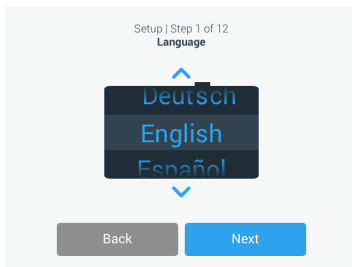 Setup | Step 1 of 12
Language
Deutsch
English
Español
Back Next